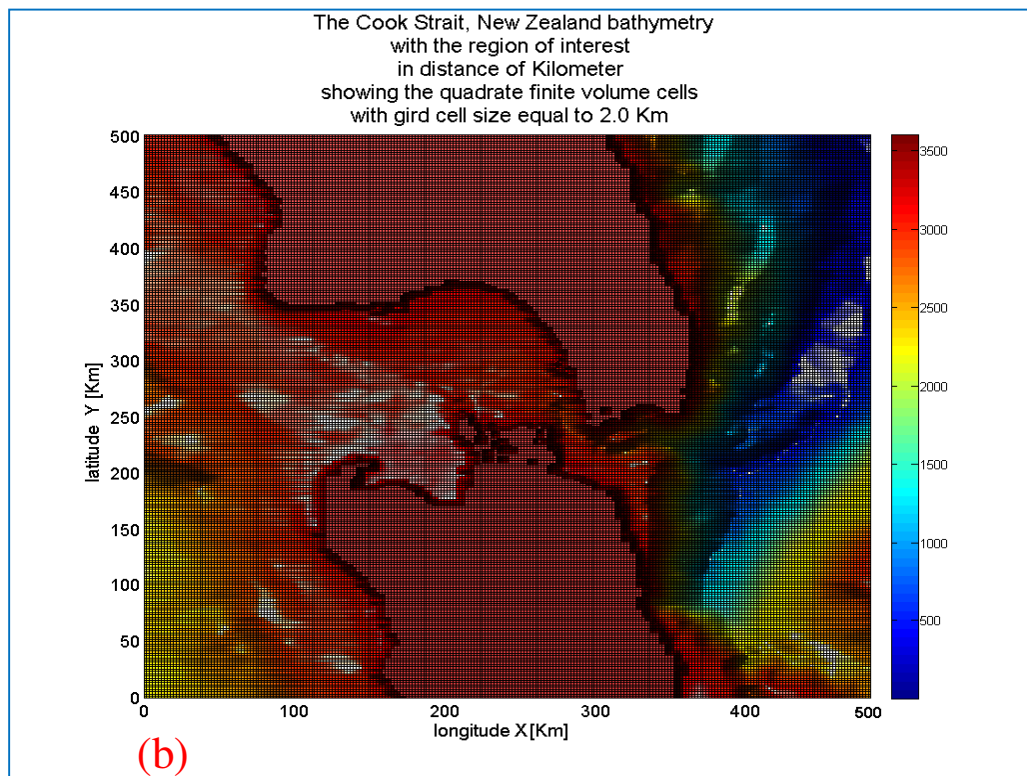 The Cook Strait, New Zealand bathymetry
with the region of interest
in distance of Kilometer
showing the quadrate finite volume cells
with gird cell size equal to 2.0 Km
500
450
400
350
300
250
200
150
100
50
0
latitude Y [Km]
0 100 200 300 400 500
longitude X [Km]
3500
3000
2500
2000
1500
1000
500
(b)